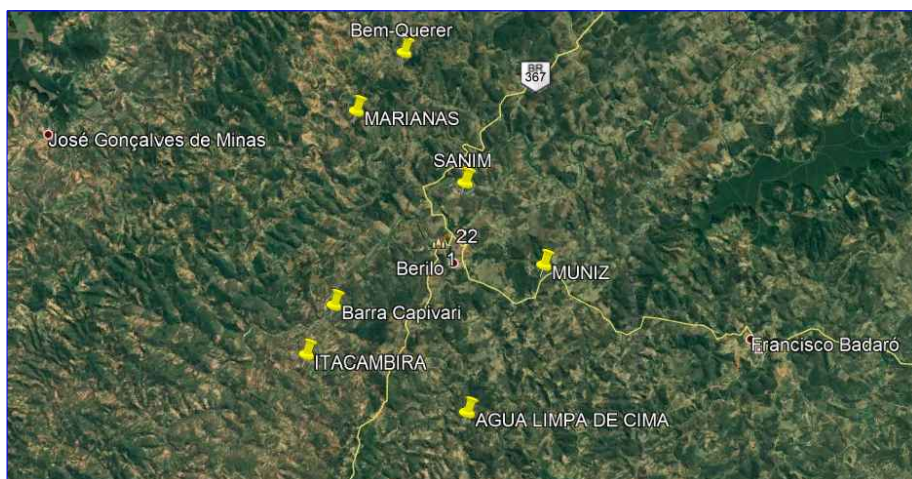 Bem-Querer
BR
367
MARIANAS
José Gonçalves de Minas
SANIM
22
1
Berilo
MUNIZ
Barra Capivari
Francisco Badaró
ITACAMBIRA
AGUA LIMPA DE CIMA